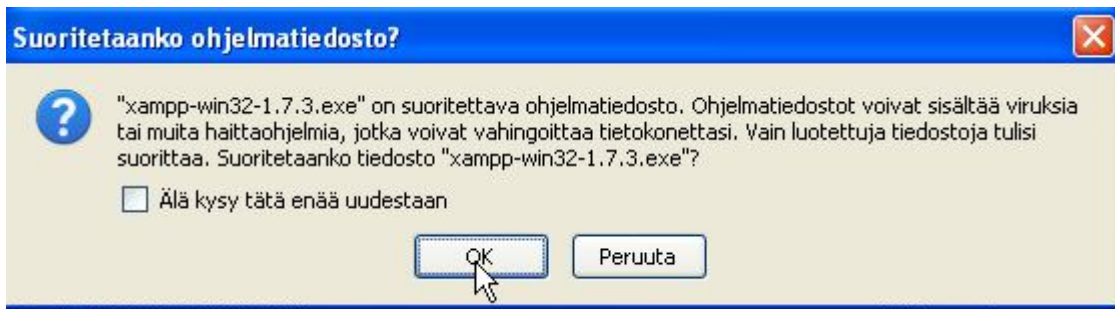 Suoritetaanko ohjelmatiedosto?
"xampp-win32-1.7.3.exe" on suoritettava ohjelmatiedosto. Ohjelmatiedostot voivat sisältää viruksia
tai muita haittaohjelmia, jotka voivat vahingoittaa tietokonettasi. Vain luotettuja tiedostoja tulisi
suorittaa. Suoritetaanko tiedosto "xampp-win32-1.7.3.exe"?
Älä kysy tätä enää uudestaan
OK
Peruuta